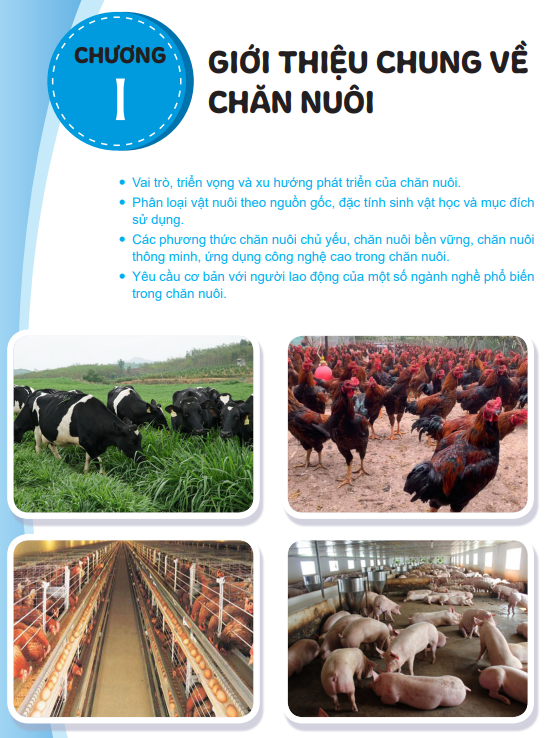 CHƯƠNG
I
GIỚI THIỆU CHUNG VỀ
CHĂN NUÔI
• Vai trò, triển vọng và xu hướng phát triển của chăn nuôi.
• Phân loại vật nuôi theo nguồn gốc, đặc tính sinh vật học và mục đích
sử dụng.
• Các phương thức chăn nuôi chủ yếu, chăn nuôi bền vững, chăn nuôi
thông minh, ứng dụng công nghệ cao trong chăn nuôi.
• Yêu cầu cơ bản với người lao động của một số ngành nghề phổ biến
trong chăn nuôi.